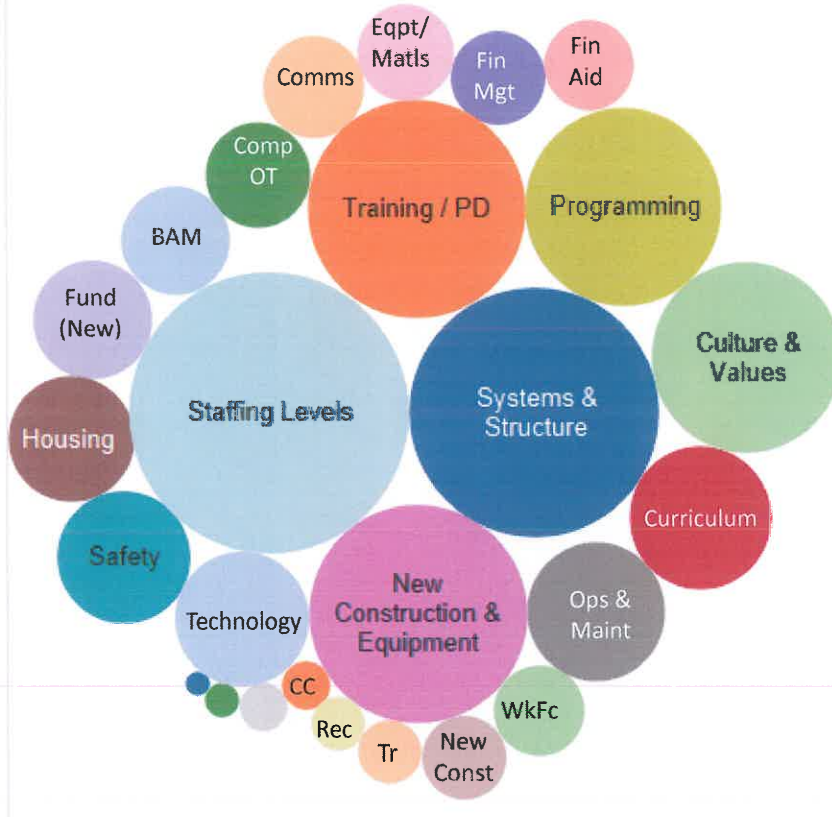 Eqpt/
Matls
Fin
Aid
Fin
Mgt
Comms
Comp
OT
Training / PD
Programming
BAM
Fund
(New)
Culture &
Values
Staffing Levels
Systems &
Structure
Housing
Curriculum
Safety
New
Construction &
Equipment
Ops &
Maint
Technology
CC
Rec
Tr
New
Const
WkFc